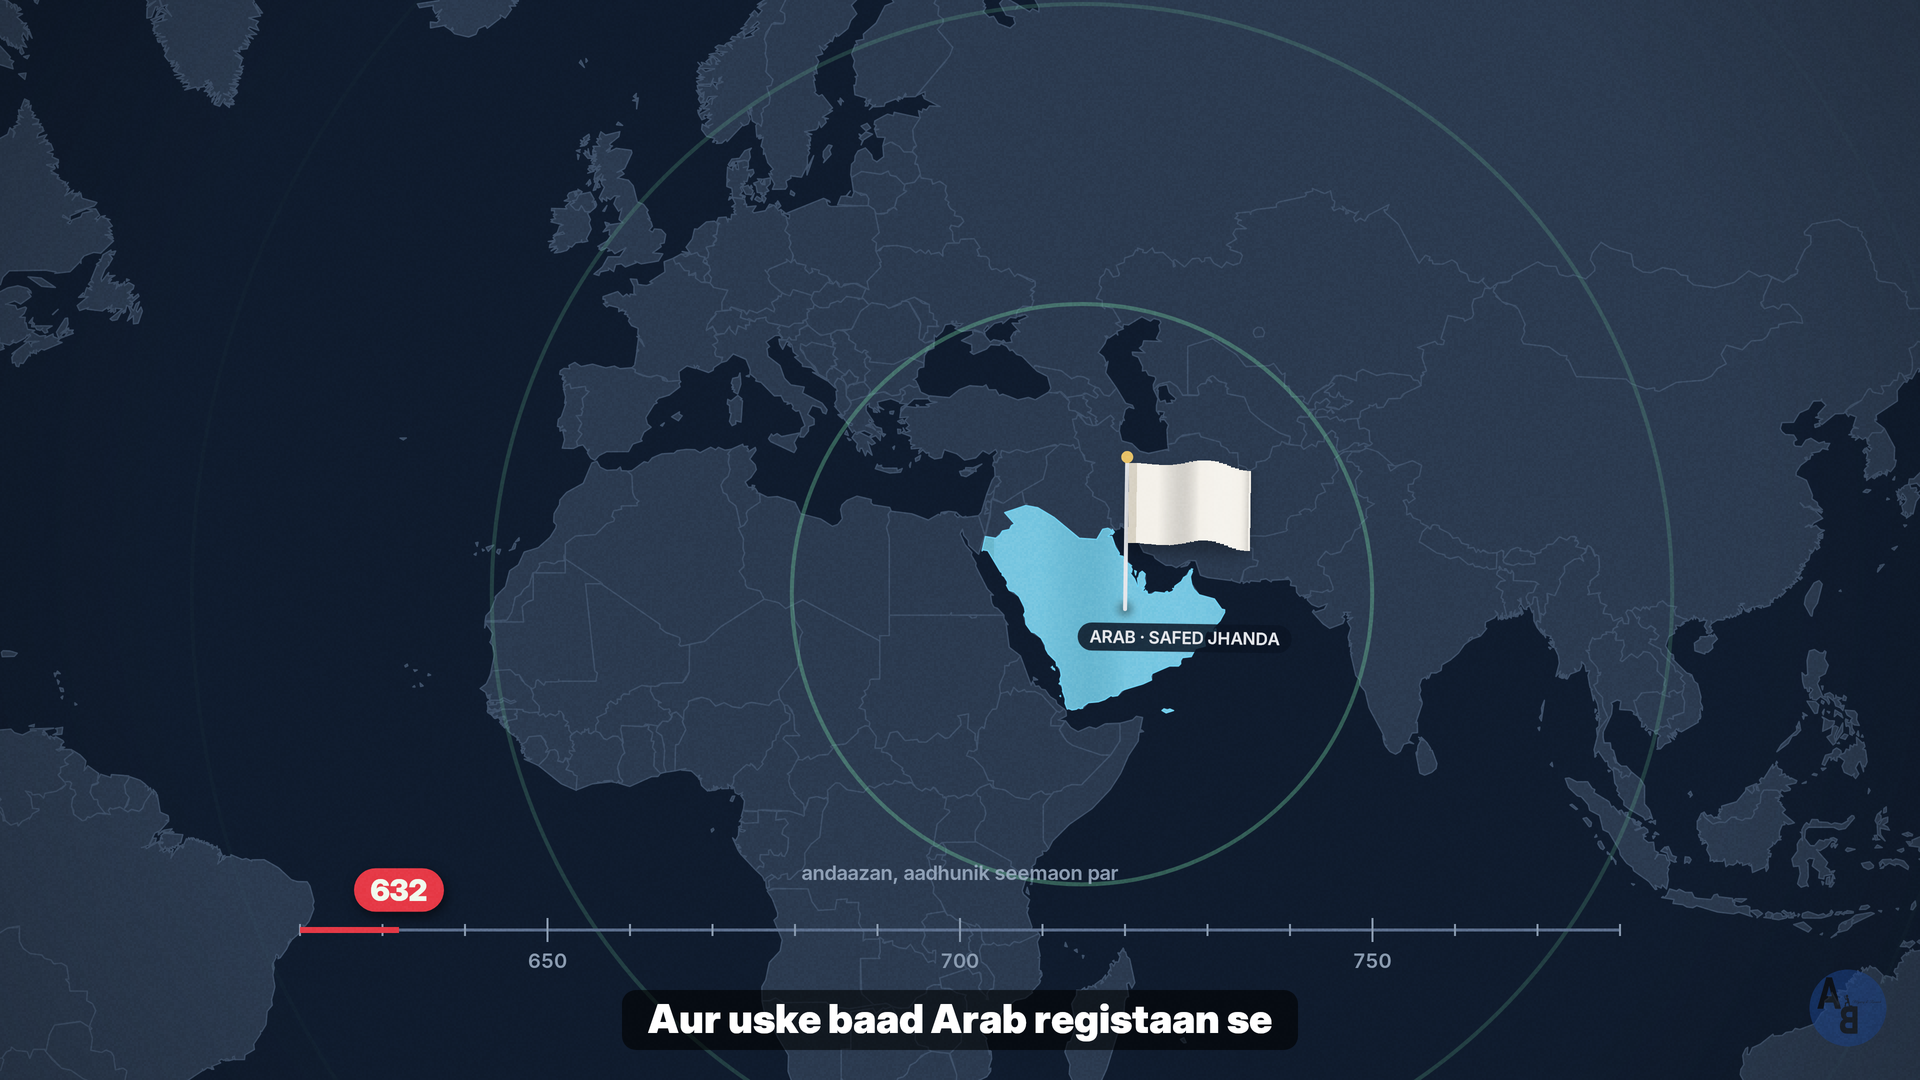 ARAB · SAFED JHANDA
andaazan, aadhunik seemaon par
632
650 700 750
Aur uske baad Arab registaan se
A B